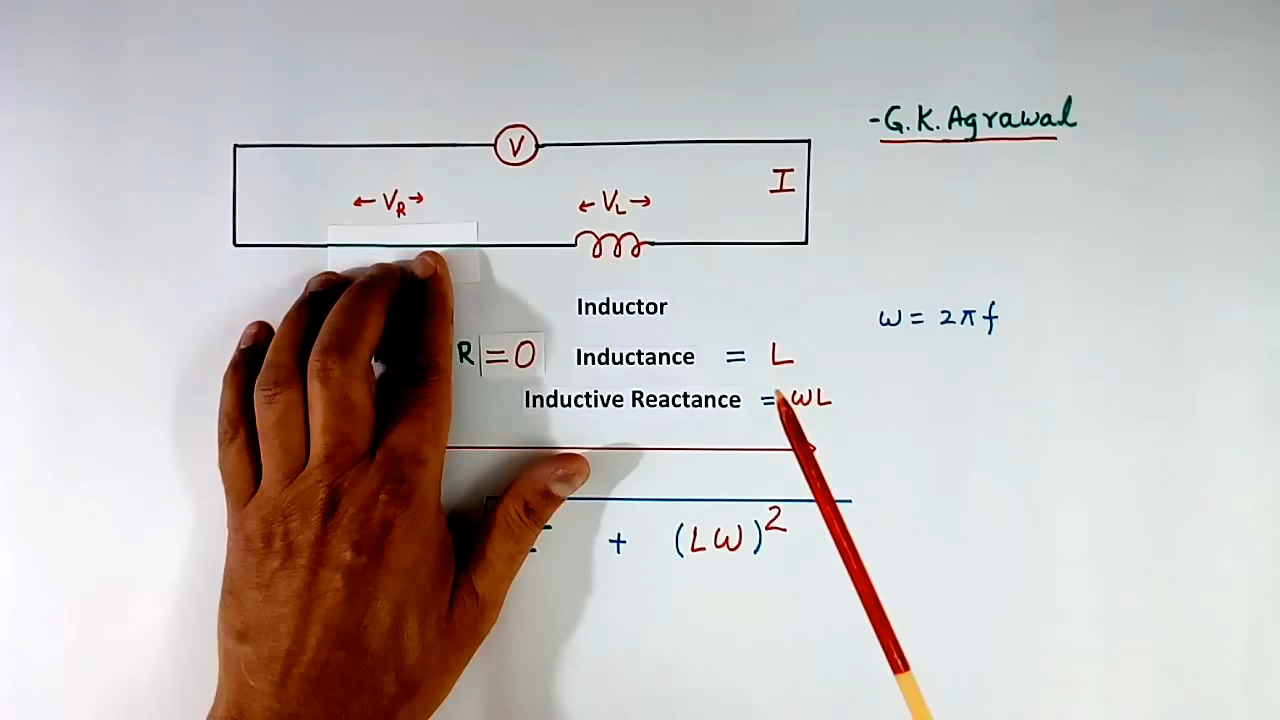 -G.K.Agrawal
V
I
←V_R→ ←V_L→
Inductor
ω = 2πf
R =0 Inductance = L
Inductive Reactance = ωL
+ (Lω)²